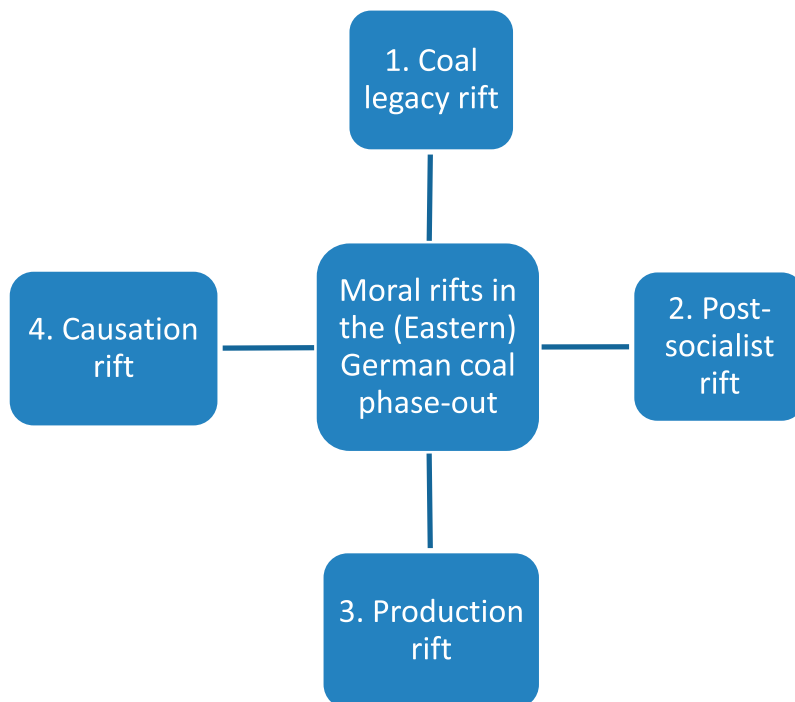 1. Coal
legacy rift
Moral rifts in
the (Eastern)
German coal
phase-out
2. Post-
socialist
rift
3. Production
rift
4. Causation
rift